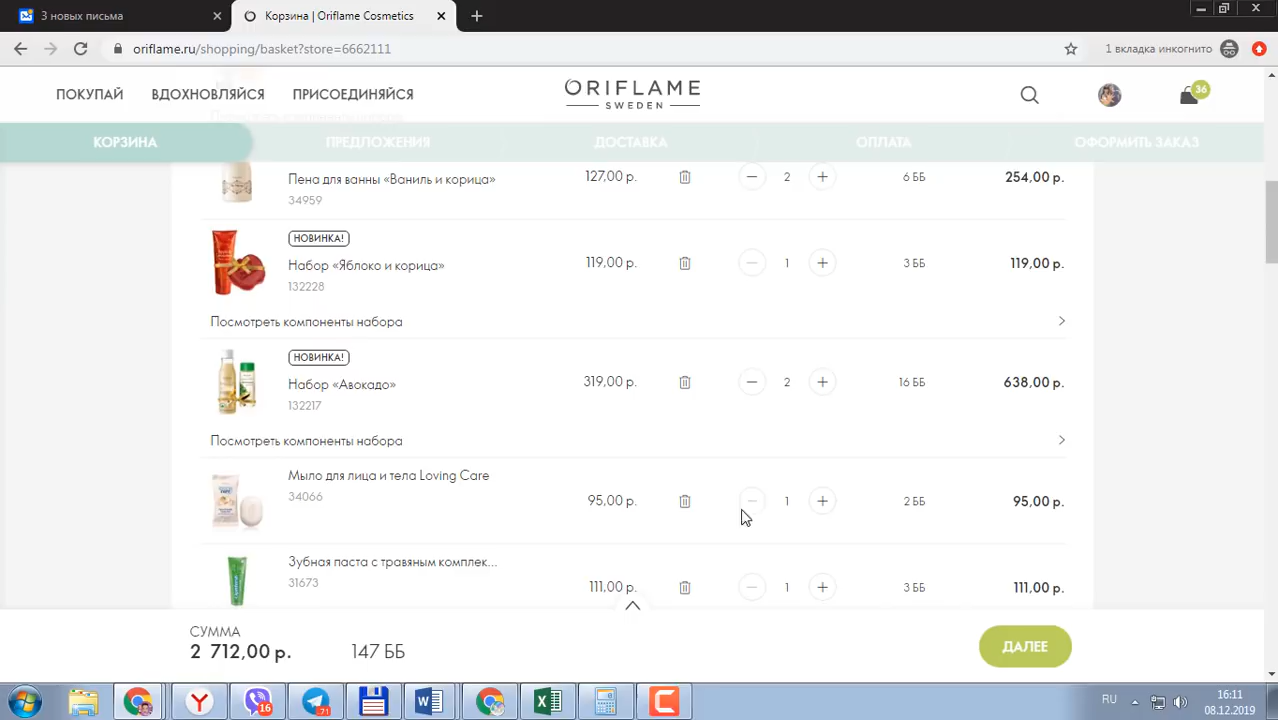 3 новых письма
Корзина | Oriflame Cosmetics
oriflame.ru/shopping/basket?store=6662111
1 вкладка инкогнито
ПОКУПАЙ ВДОХНОВЛЯЙСЯ ПРИСОЕДИНЯЙСЯ
ORIFLAME
SWEDEN
36
КОРЗИНА ПРЕДЛОЖЕНИЯ ДОСТАВКА ОПЛАТА ОФОРМИТЬ ЗАКАЗ
Пена для ванны «Ваниль и корица» 127,00 р. 2 6 ББ 254,00 р.
34959
НОВИНКА!
Набор «Яблоко и корица» 119,00 р. 1 3 ББ 119,00 р.
132228
Посмотреть компоненты набора
НОВИНКА!
Набор «Авокадо» 319,00 р. 2 16 ББ 638,00 р.
132217
Посмотреть компоненты набора
Мыло для лица и тела Loving Care
34066 95,00 р. 1 2 ББ 95,00 р.
Зубная паста с травяным комплек...
31673 111,00 р. 1 3 ББ 111,00 р.
СУММА
2 712,00 р. 147 ББ
ДАЛЕЕ
16
71
RU
16:11
08.12.2019